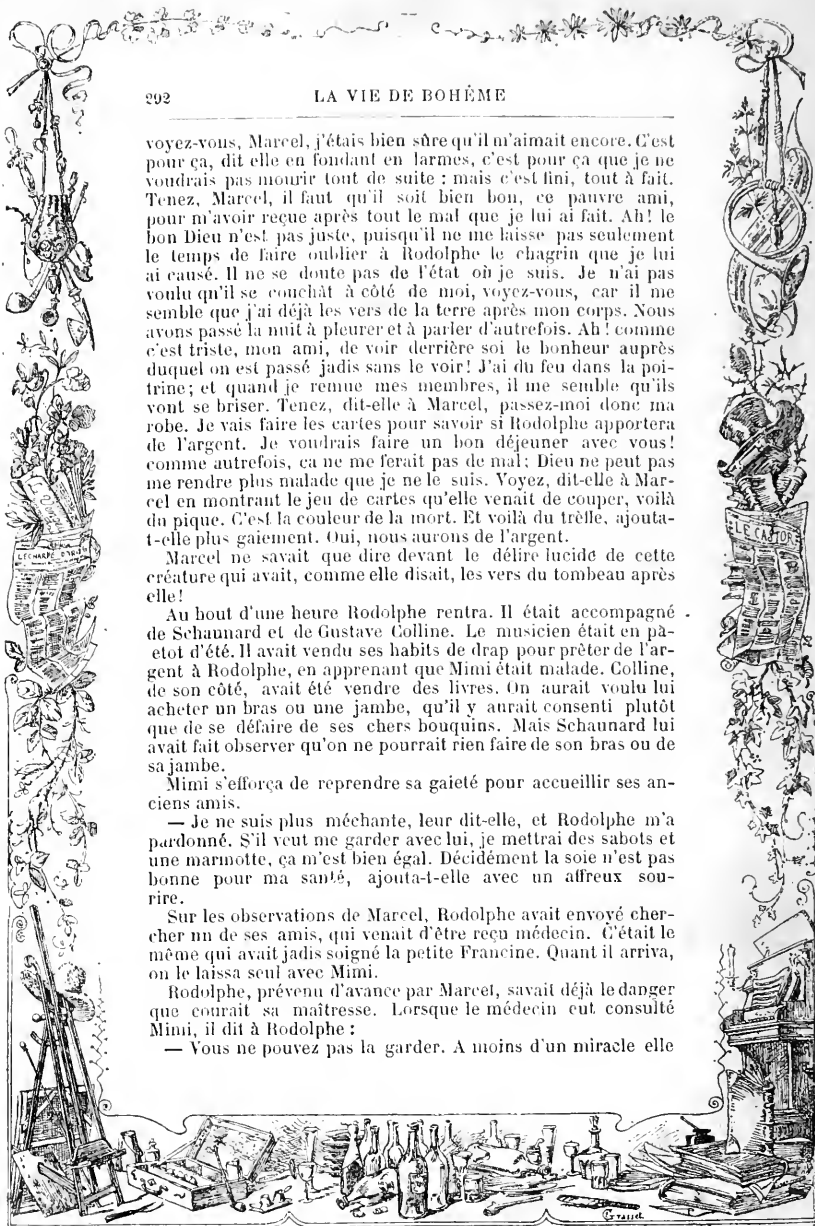 292 LA VIE DE BOHÊME
voyez-vous, Marcel, j'étais bien sûre qu'il m'aimait encore. C'est
pour ça, dit elle en fondant en larmes, c'est pour ça que je ne
voudrais pas mourir tout de suite : mais c'est fini, tout à fait.
Tenez, Marcel, il faut qu'il soit bien bon, ce pauvre ami,
pour m'avoir reçue après tout le mal que je lui ai fait. Ah! le
bon Dieu n'est pas juste, puisqu'il ne me laisse pas seulement
le temps de faire oublier à Rodolphe le chagrin que je lui
ai causé. Il ne se doute pas de l'état où je suis. Je n'ai pas
voulu qu'il se couchât à côté de moi, voyez-vous, car il me
semble que j'ai déjà les vers de la terre après mon corps. Nous
avons passé la nuit à pleurer et à parler d'autrefois. Ah! comme
c'est triste, mon ami, de voir derrière soi le bonheur auprès
duquel on est passé jadis sans le voir! J'ai du feu dans la poi-
trine; et quand je remue mes membres, il me semble qu'ils
vont se briser. Tenez, dit-elle à Marcel, passez-moi donc ma
robe. Je vais faire les cartes pour savoir si Rodolphe apportera
de l'argent. Je voudrais faire un bon déjeuner avec vous!
comme autrefois, ça ne me ferait pas de mal; Dieu ne peut pas
me rendre plus malade que je ne le suis. Voyez, dit-elle à Mar-
cel en montrant le jeu de cartes qu'elle venait de couper, voilà
du pique. C'est la couleur de la mort. Et voilà du trèfle, ajouta-
t-elle plus gaiement. Oui, nous aurons de l'argent.
Marcel ne savait que dire devant le délire lucide de cette
créature qui avait, comme elle disait, les vers du tombeau après
elle!
Au bout d'une heure Rodolphe rentra. Il était accompagné
de Schaunard et de Gustave Colline. Le musicien était en pa-
etot d'été. Il avait vendu ses habits de drap pour prêter de l'ar-
gent à Rodolphe, en apprenant que Mimi était malade. Colline,
de son côté, avait été vendre des livres. On aurait voulu lui
acheter un bras ou une jambe, qu'il y aurait consenti plutôt
que de se défaire de ses chers bouquins. Mais Schaunard lui
avait fait observer qu'on ne pourrait rien faire de son bras ou de
sa jambe.
Mimi s'efforça de reprendre sa gaieté pour accueillir ses an-
ciens amis.
— Je ne suis plus méchante, leur dit-elle, et Rodolphe m'a
pardonné. S'il veut me garder avec lui, je mettrai des sabots et
une marmotte, ça m'est bien égal. Décidément la soie n'est pas
bonne pour ma santé, ajouta-t-elle avec un affreux sou-
rire.
Sur les observations de Marcel, Rodolphe avait envoyé cher-
cher un de ses amis, qui venait d'être reçu médecin. C'était le
même qui avait jadis soigné la petite Francine. Quant il arriva,
on le laissa seul avec Mimi.
Rodolphe, prévenu d'avance par Marcel, savait déjà le danger
que courait sa maîtresse. Lorsque le médecin eut consulté
Mimi, il dit à Rodolphe :
— Vous ne pouvez pas la garder. A moins d'un miracle elle
LE CASTOR
Grasset